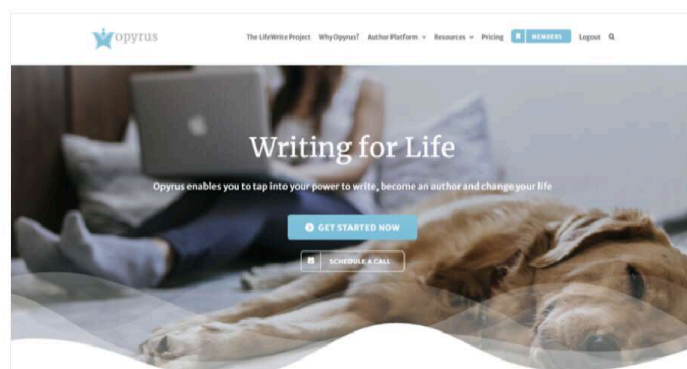 opyrus
The LifeWrite Project Why Opyrus? Author Platform Resources Pricing MEMBERS Logout
Writing for Life
Opyrus enables you to tap into your power to write, become an author and change your life
GET STARTED NOW
SCHEDULE A CALL